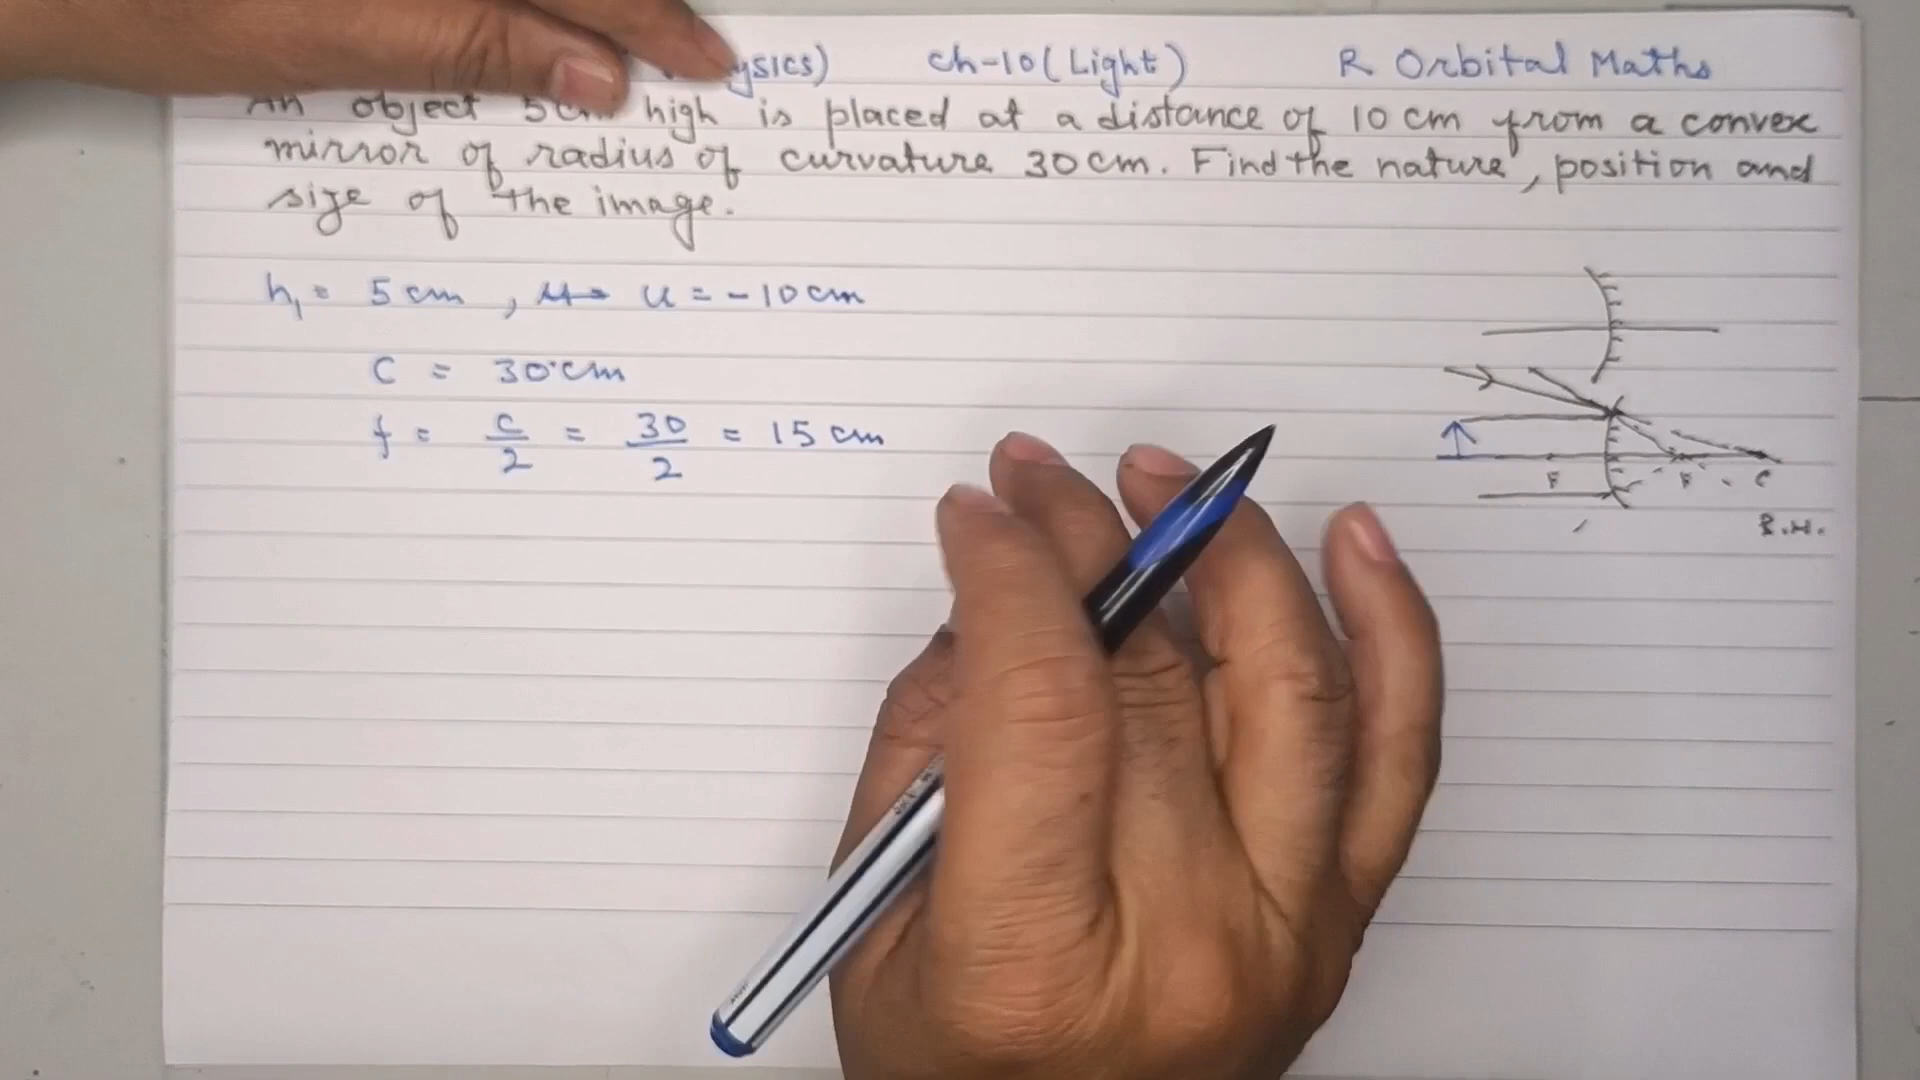 ysics) Ch-10 (Light) R Orbital Maths
An object 5cm high is placed at a distance of 10 cm from a convex
mirror of radius of curvature 30 cm. Find the nature, position and
size of the image.
h₁ = 5 cm , u = -10 cm
C = 30 cm
f = C/2 = 30/2 = 15 cm
F F C
R.H.